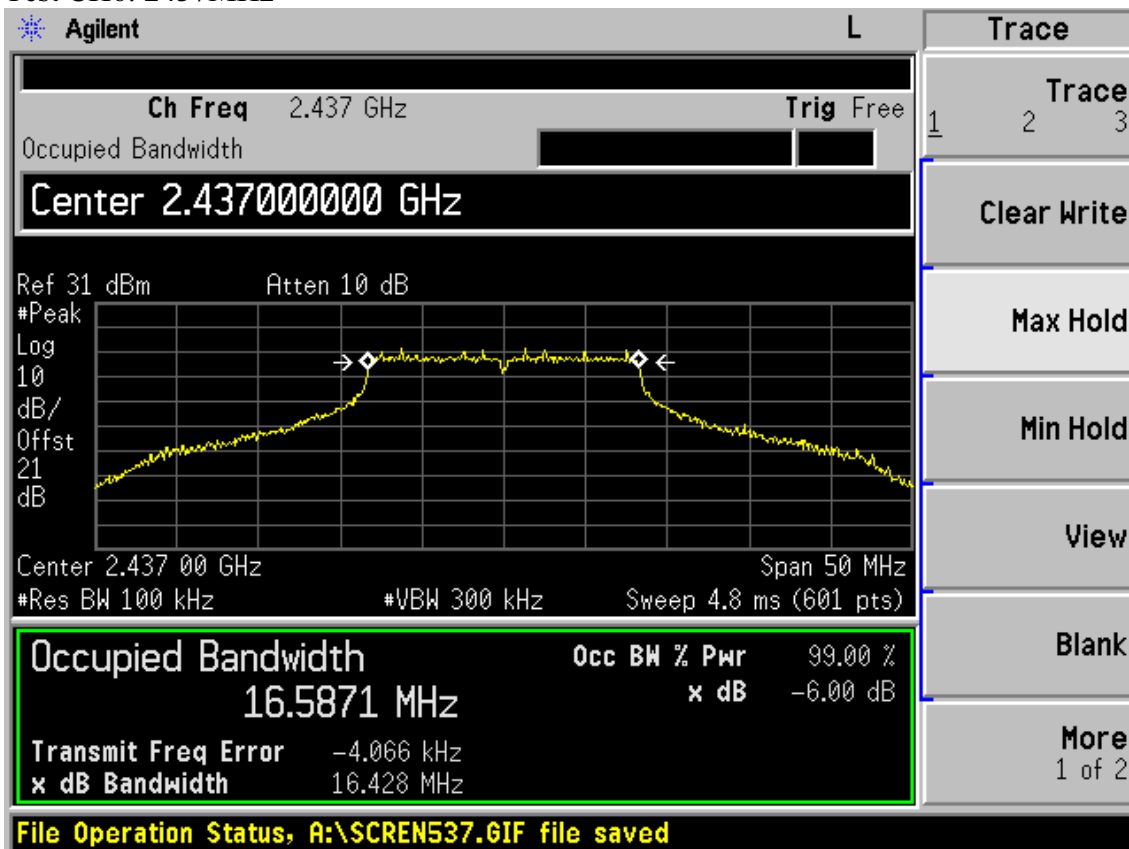 Agilent L Trace
Ch Freq 2.437 GHz Trig Free
Occupied Bandwidth
Center 2.437000000 GHz
Ref 31 dBm Atten 10 dB
#Peak
Log
10
dB/
Offst
21
dB
Center 2.437 00 GHz Span 50 MHz
#Res BW 100 kHz #VBW 300 kHz Sweep 4.8 ms (601 pts)
Occupied Bandwidth Occ BW % Pwr 99.00 %
16.5871 MHz x dB -6.00 dB
Transmit Freq Error -4.066 kHz
x dB Bandwidth 16.428 MHz
File Operation Status, A:\SCREN537.GIF file saved
Trace
1 2 3
Clear Write
Max Hold
Min Hold
View
Blank
More
1 of 2